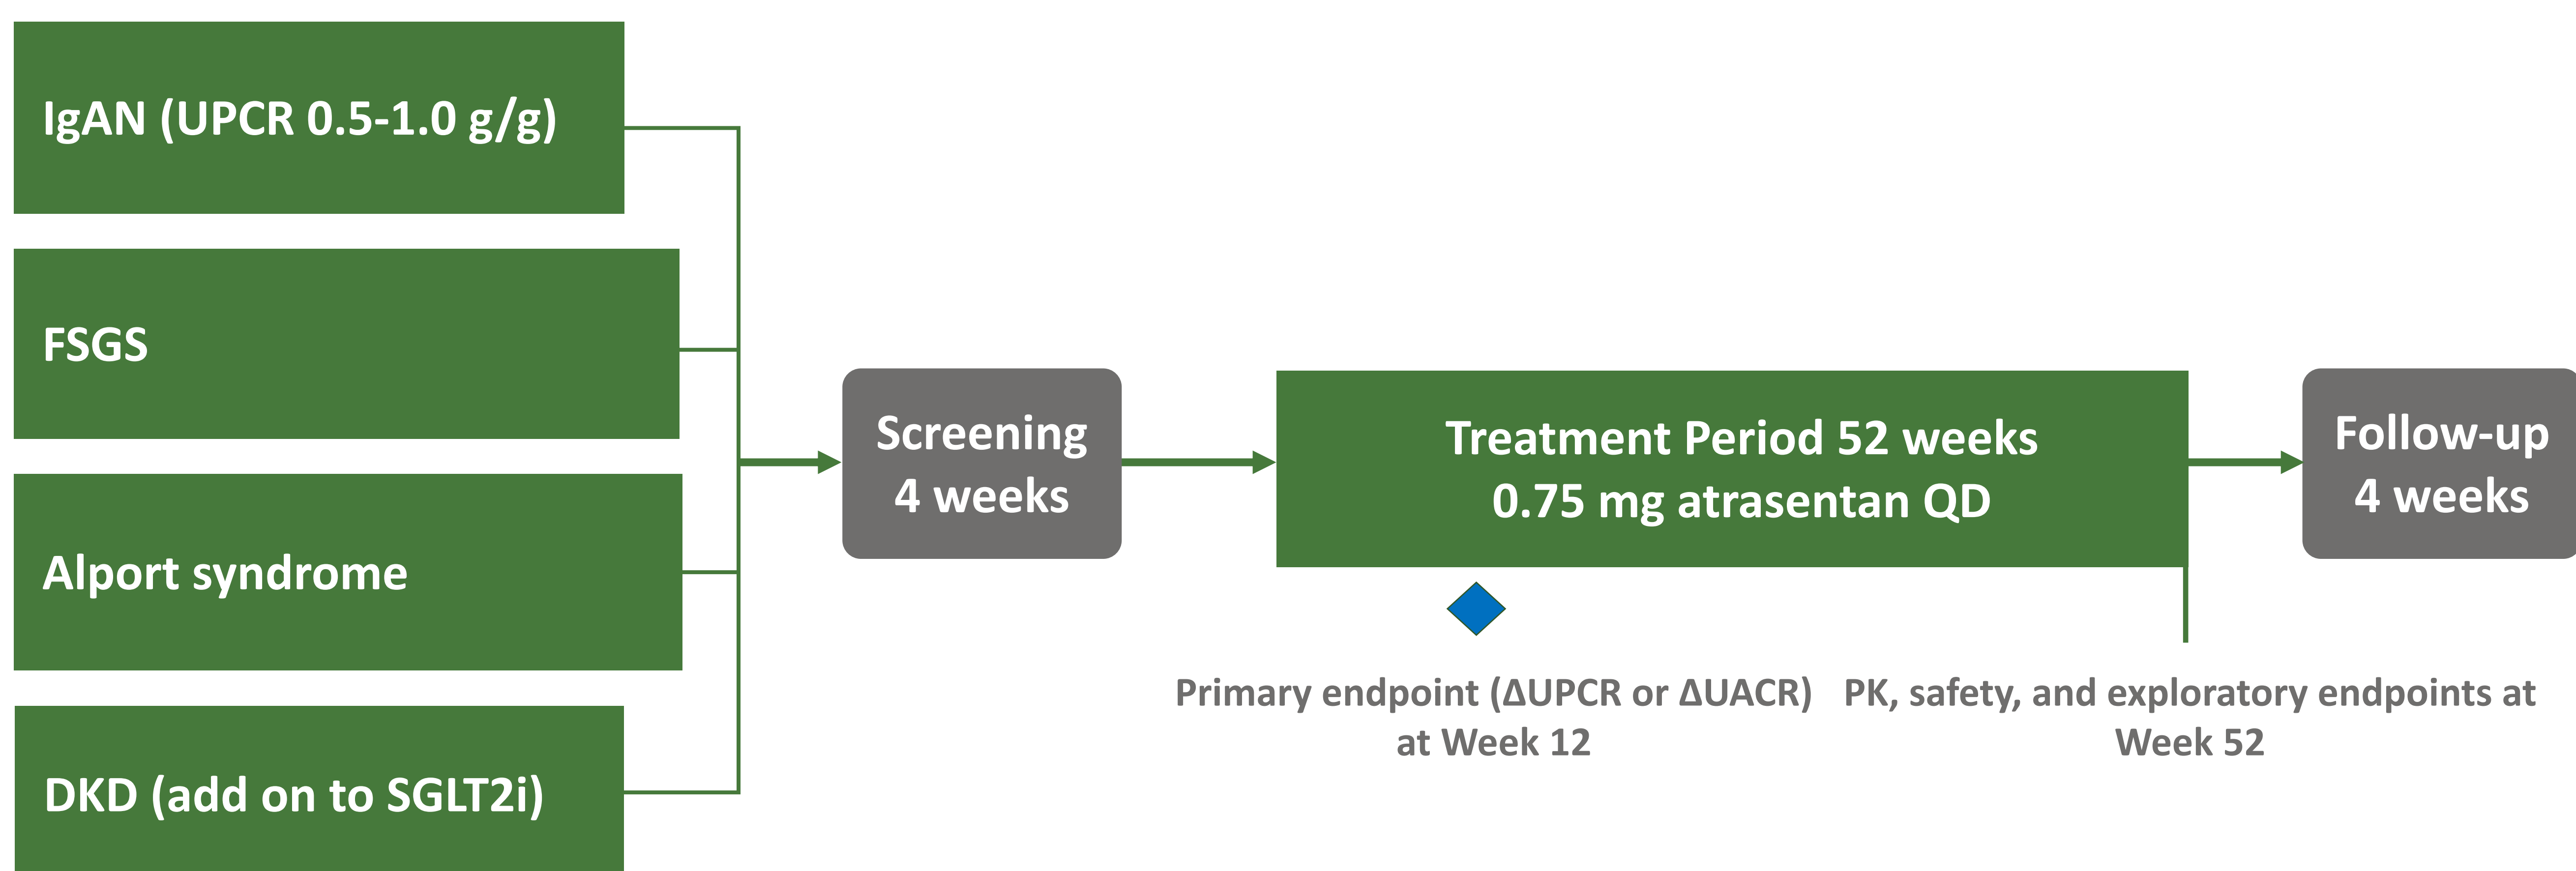 IgAN (UPCR 0.5-1.0 g/g)
FSGS
Alport syndrome
DKD (add on to SGLT2i)
Screening
4 weeks
Treatment Period 52 weeks
0.75 mg atrasentan QD
Follow-up
4 weeks
Primary endpoint (ΔUPCR or ΔUACR)
at Week 12
PK, safety, and exploratory endpoints at
Week 52